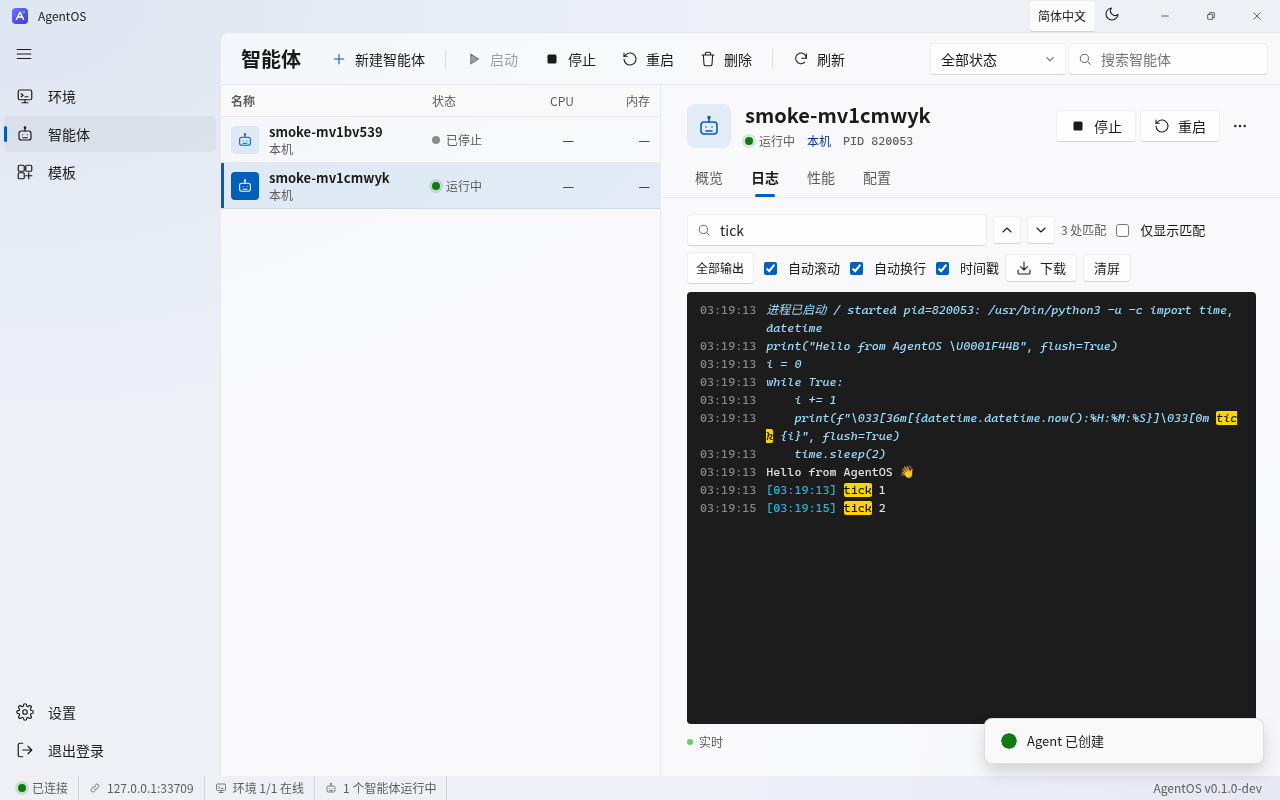 AgentOS
简体中文
环境
智能体
模板
设置
退出登录
智能体
新建智能体
启动
停止
重启
删除
刷新
全部状态
搜索智能体
名称 状态 CPU 内存
smoke-mv1bv539
本机
已停止 — —
smoke-mv1cmwyk
本机
运行中 — —
smoke-mv1cmwyk
运行中 本机 PID 820053
停止
重启
概览 日志 性能 配置
tick
3 处匹配
仅显示匹配
全部输出
自动滚动
自动换行
时间戳
下载
清屏
03:19:13 进程已启动 / started pid=820053: /usr/bin/python3 -u -c import time,
datetime
03:19:13 print("Hello from AgentOS \U0001F44B", flush=True)
03:19:13 i = 0
03:19:13 while True:
03:19:13 i += 1
03:19:13 print(f"\033[36m[{datetime.datetime.now():%H:%M:%S}]\033[0m tic
k {i}", flush=True)
03:19:13 time.sleep(2)
03:19:13 Hello from AgentOS 👋
03:19:13 [03:19:13] tick 1
03:19:15 [03:19:15] tick 2
实时
Agent 已创建
已连接
127.0.0.1:33709
环境 1/1 在线
1 个智能体运行中
AgentOS v0.1.0-dev